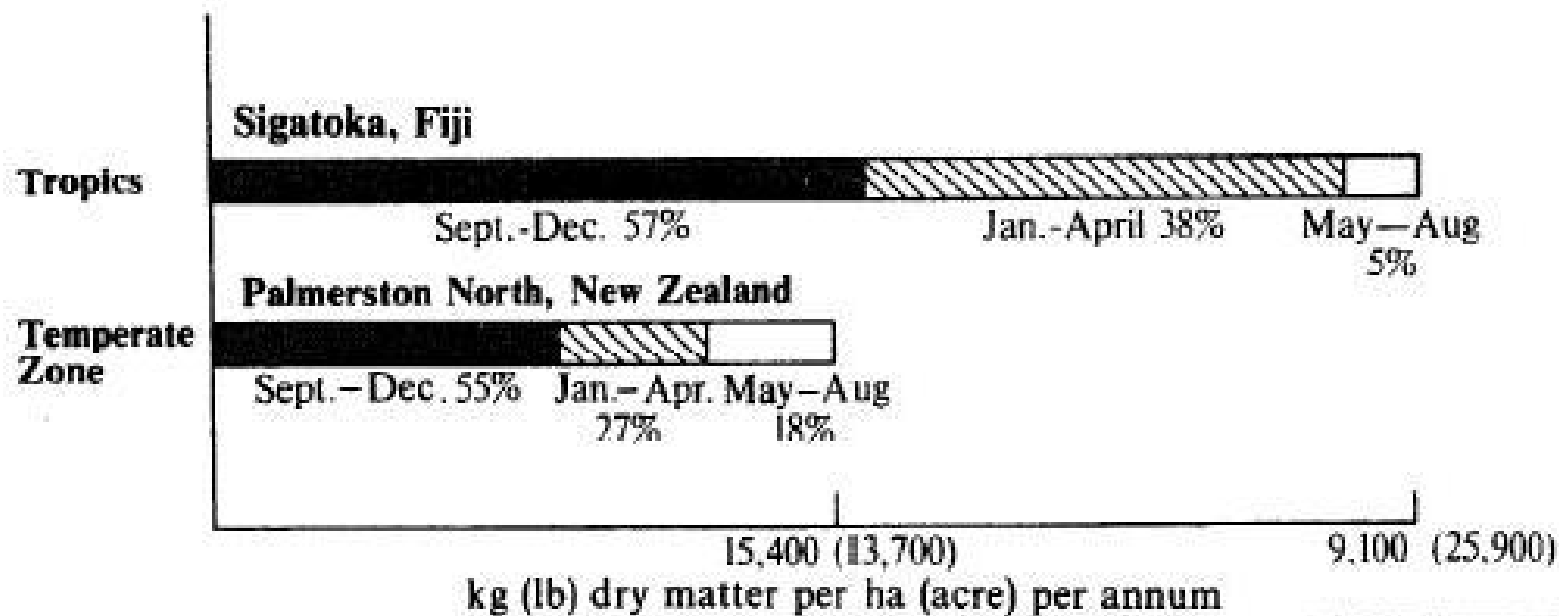 Sigatoka, Fiji
Tropics
Sept.-Dec. 57%
Jan.-April 38%
May—Aug
5%
Palmerston North, New Zealand
Temperate
Zone
Sept.–Dec. 55%
Jan.–Apr.
27%
May–Aug
18%
15,400 (13,700)
9,100 (25,900)
kg (lb) dry matter per ha (acre) per annum